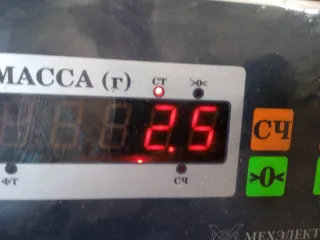 МАССА (г)
СТ >0<
2.5
СЧ
ФТ СЧ
>0<
МЕХЭЛЕКТ